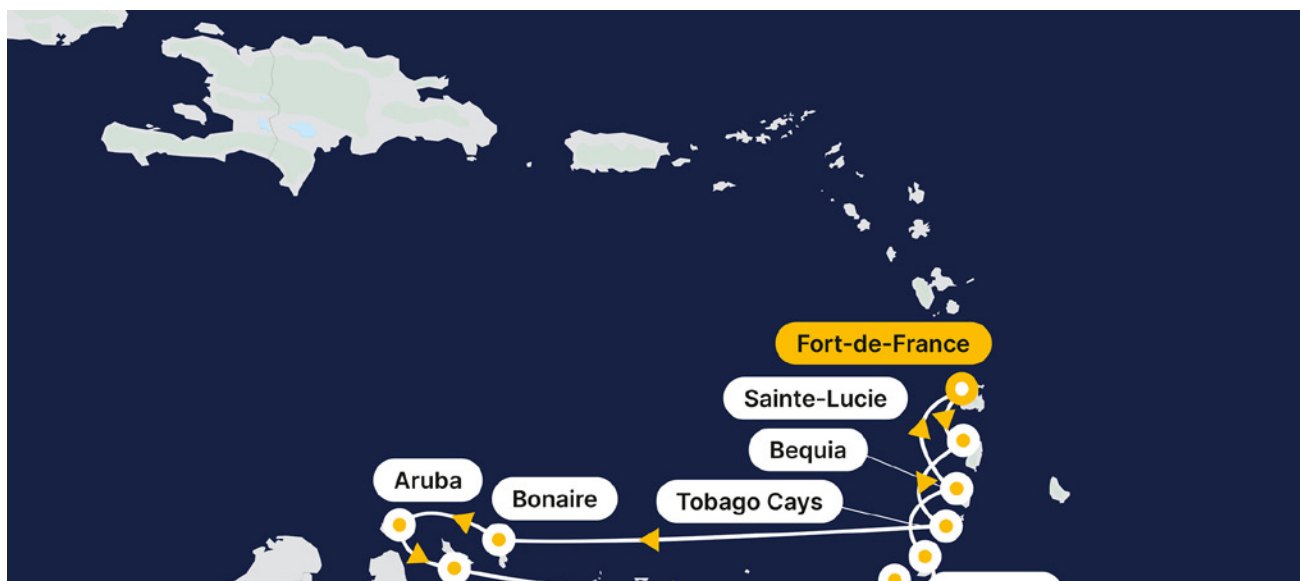 Fort-de-France
Sainte-Lucie
Bequia
Aruba
Bonaire
Tobago Cays